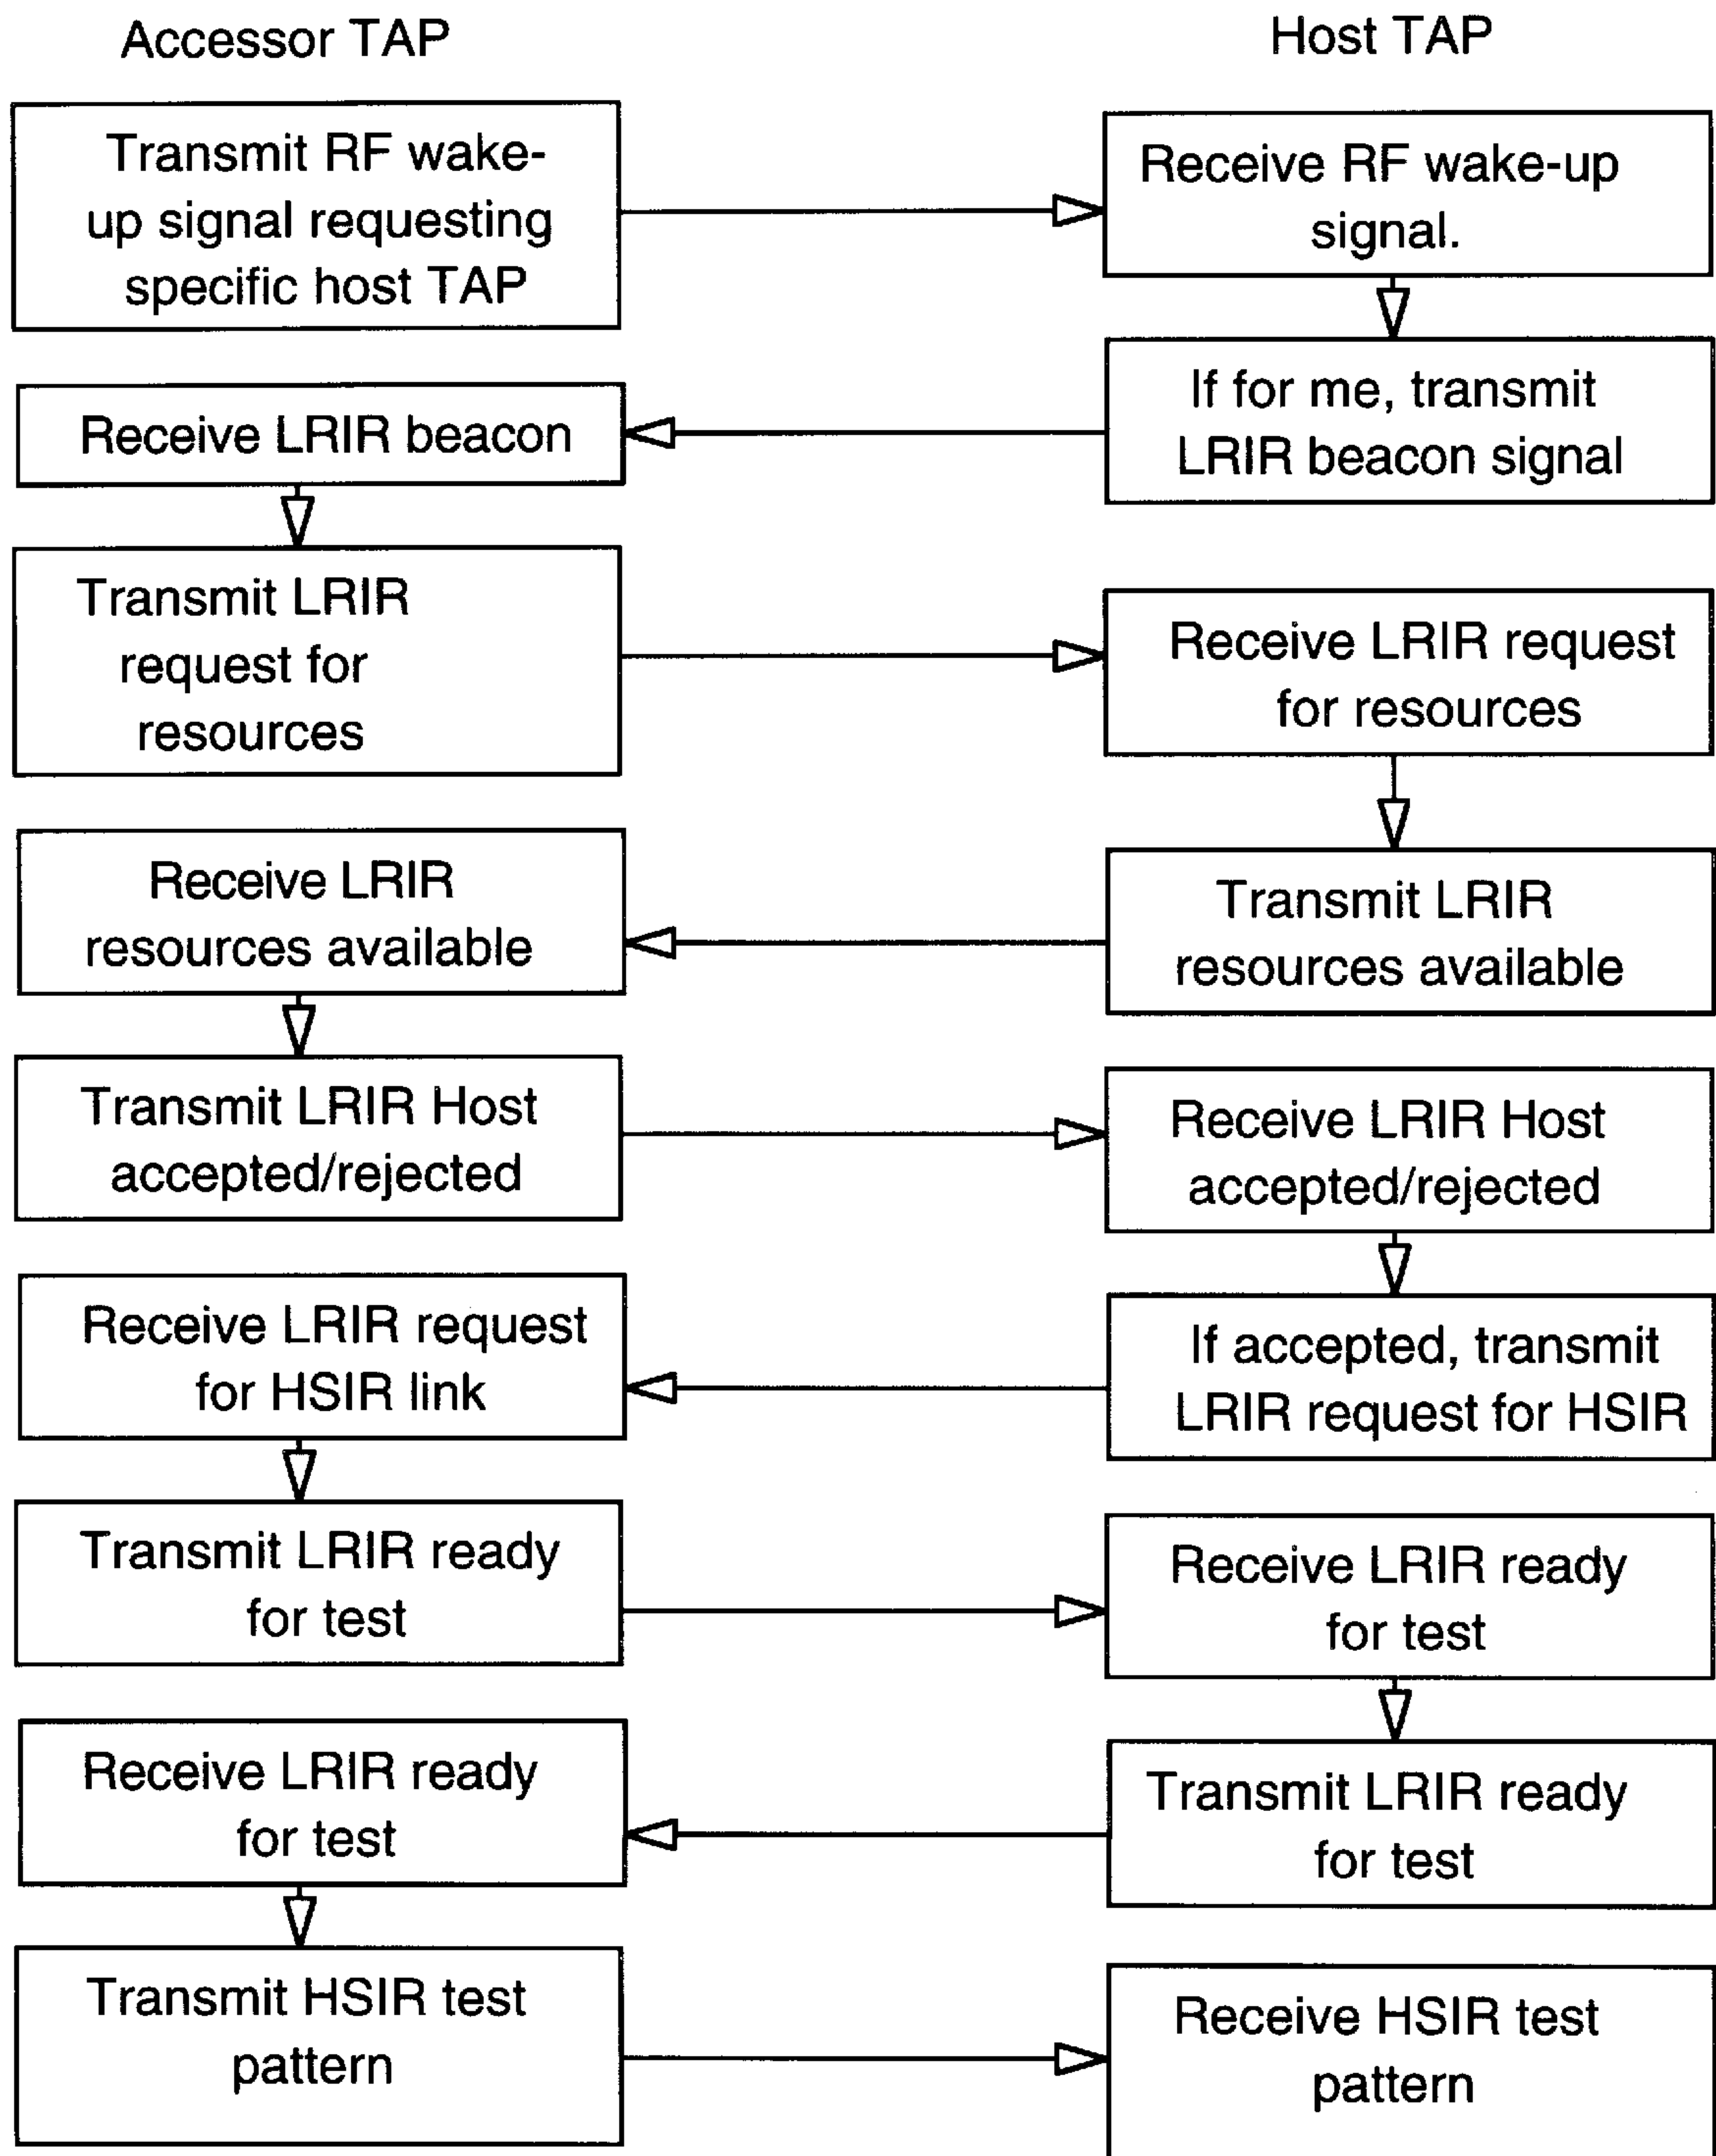 Accessor TAP
Host TAP
Transmit RF wake-
up signal requesting
specific host TAP
Receive RF wake-up
signal.
If for me, transmit
LRIR beacon signal
Receive LRIR beacon
Transmit LRIR
request for
resources
Receive LRIR request
for resources
Transmit LRIR
resources available
Receive LRIR
resources available
Transmit LRIR Host
accepted/rejected
Receive LRIR Host
accepted/rejected
If accepted, transmit
LRIR request for HSIR
Receive LRIR request
for HSIR link
Transmit LRIR ready
for test
Receive LRIR ready
for test
Transmit LRIR ready
for test
Receive LRIR ready
for test
Transmit HSIR test
pattern
Receive HSIR test
pattern